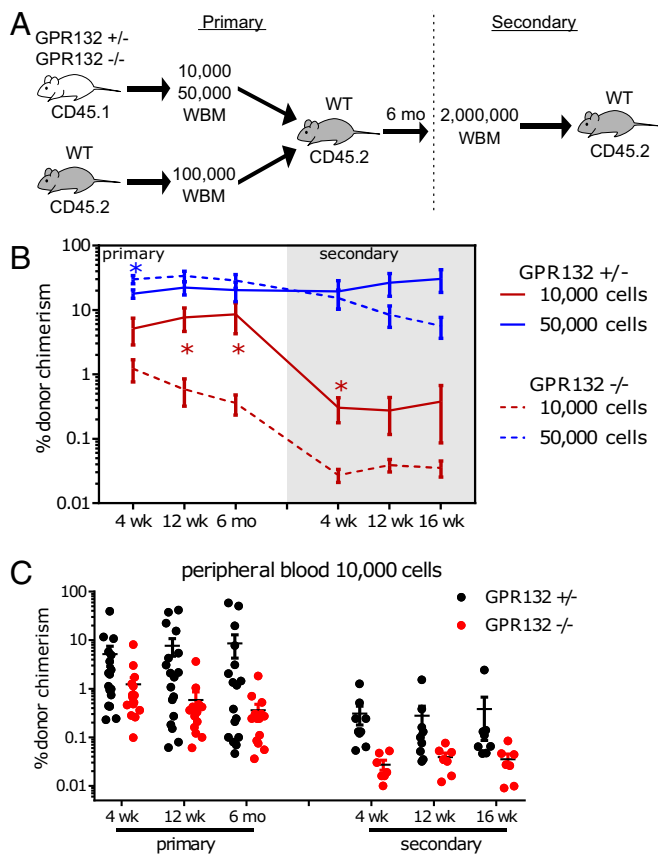 A
Primary
Secondary
GPR132 +/-
GPR132 -/-
CD45.1
10,000
50,000
WBM
WT
CD45.2
100,000
WBM
WT
CD45.2
6 mo
2,000,000
WBM
WT
CD45.2
B
primary
secondary
%donor chimerism
100
10
1
0.1
0.01
*
*
*
*
4 wk
12 wk
6 mo
4 wk
12 wk
16 wk
GPR132 +/-
10,000 cells
50,000 cells
GPR132 -/-
10,000 cells
50,000 cells
C
peripheral blood 10,000 cells
GPR132 +/-
GPR132 -/-
%donor chimerism
100
10
1
0.1
0.01
4 wk
12 wk
6 mo
4 wk
12 wk
16 wk
primary
secondary